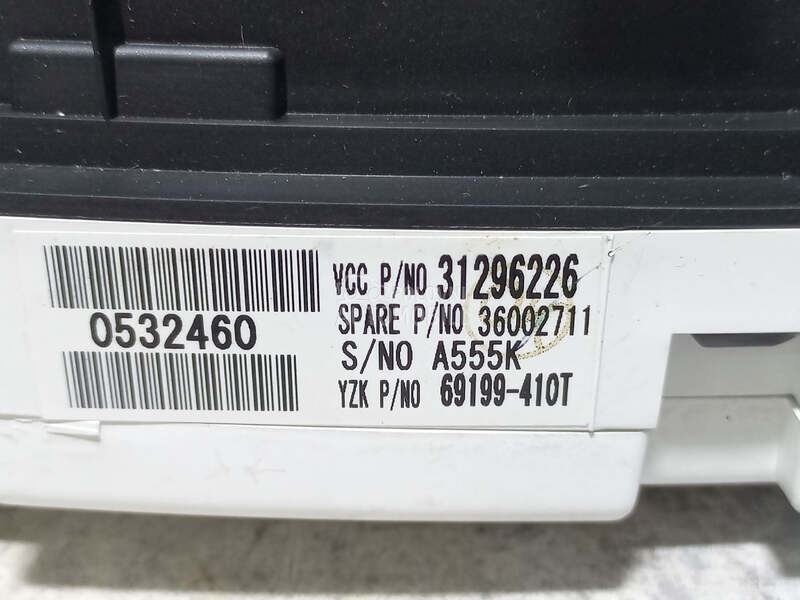 0532460
VCC P/NO 31296226
SPARE P/NO 36002711
S/NO A555K
YZK P/NO 69199-410T